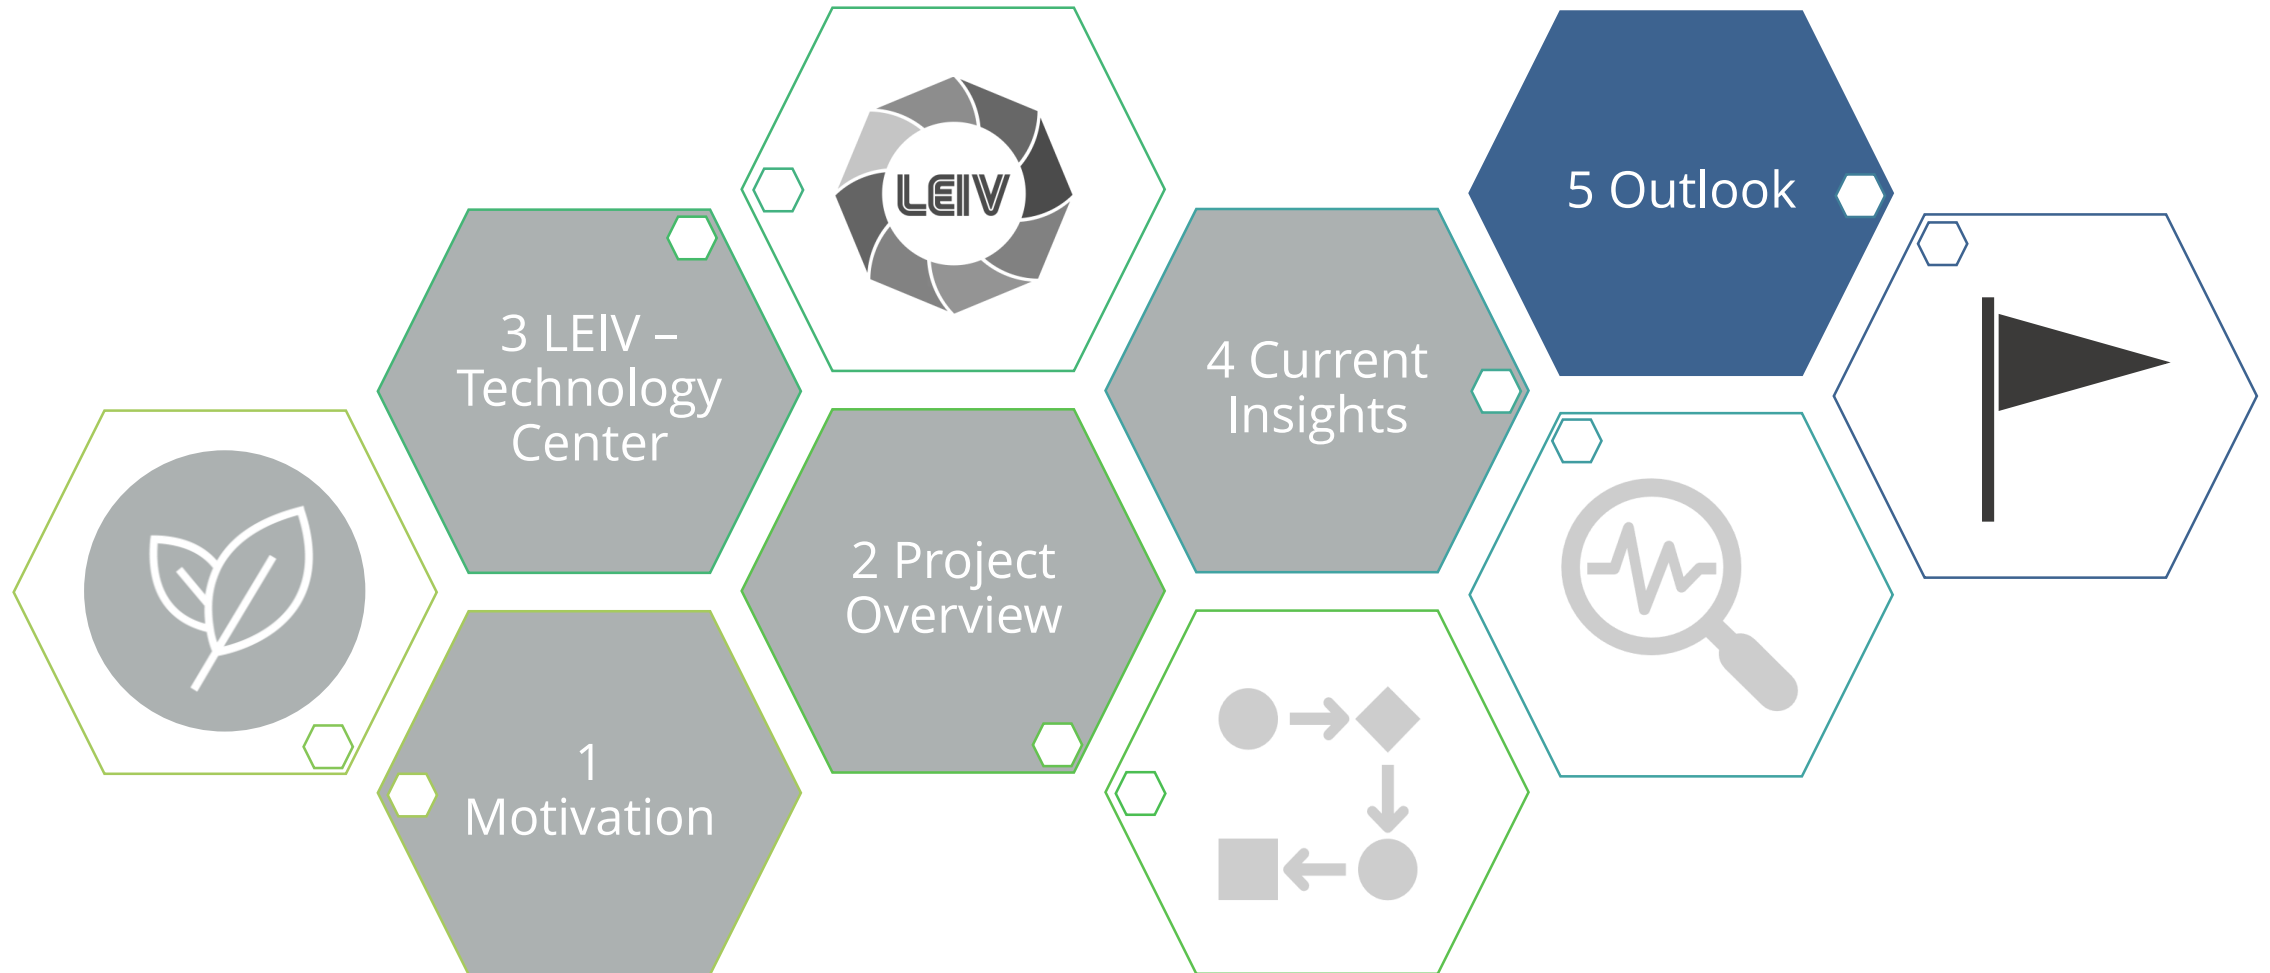 LEIV
5 Outlook
3 LEIV –
Technology
Center
4 Current
Insights
2 Project
Overview
1
Motivation